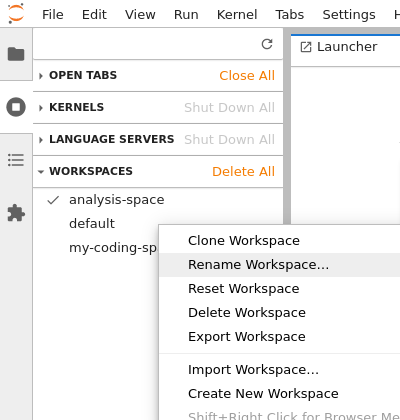 File Edit View Run Kernel Tabs Settings
Launcher
OPEN TABS Close All
KERNELS Shut Down All
LANGUAGE SERVERS Shut Down All
WORKSPACES Delete All
analysis-space
default
my-coding-sp
Clone Workspace
Rename Workspace…
Reset Workspace
Delete Workspace
Export Workspace
Import Workspace…
Create New Workspace
Shift+Right Click for Browser Me